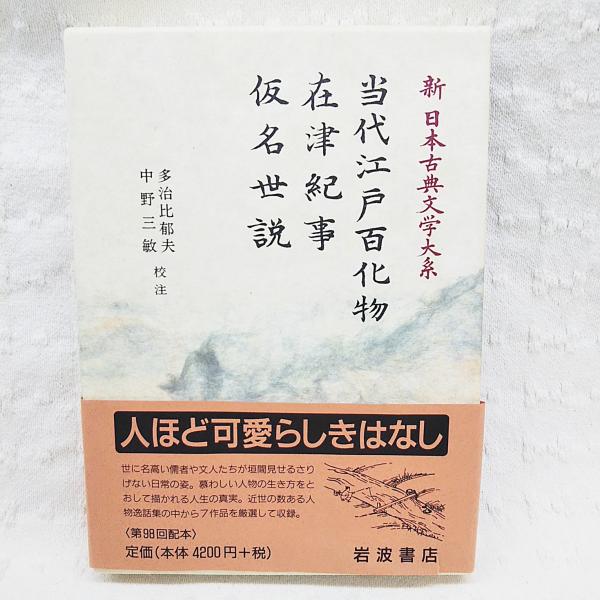 新 日本古典文学大系
当代江戸百化物
在津紀事
仮名世説
多治比郁夫
中野三敏
校注
人ほど可愛らしきはなし
世に名高い儒者や文人たちが垣間見せるさり
げない日常の姿。慕わしい人物の生き方をと
おして描かれる人生の真実。近世の数ある人
物逸話集の中から7作品を厳選して収録。
〈第98回配本〉
定価(本体4200円+税)
岩波書店